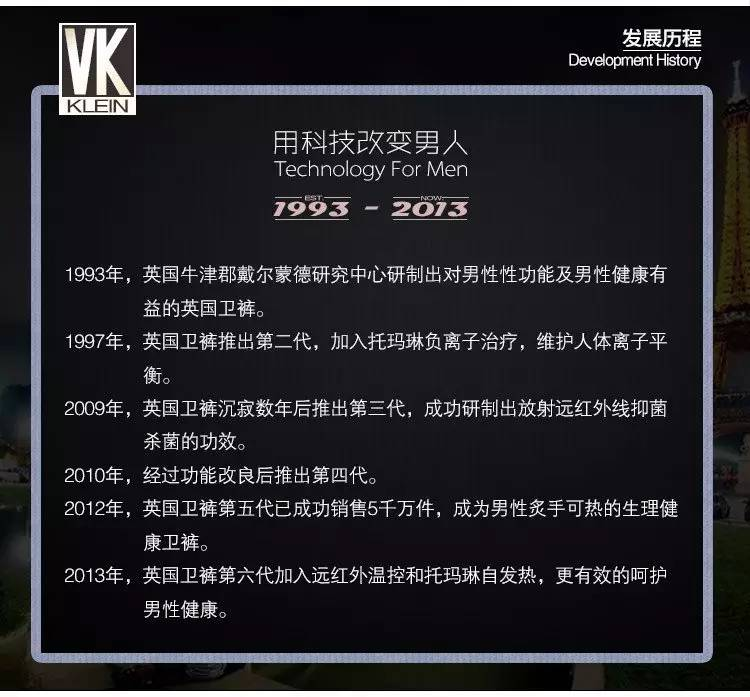 VK
KLEIN
发展历程
Development History
用科技改变男人
Technology For Men
EST. NOW.
1993 - 2013
1993年，英国牛津郡戴尔蒙德研究中心研制出对男性性功能及男性健康有
益的英国卫裤。
1997年，英国卫裤推出第二代，加入托玛琳负离子治疗，维护人体离子平
衡。
2009年，英国卫裤沉寂数年后推出第三代，成功研制出放射远红外线抑菌
杀菌的功效。
2010年，经过功能改良后推出第四代。
2012年，英国卫裤第五代已成功销售5千万件，成为男性炙手可热的生理健
康卫裤。
2013年，英国卫裤第六代加入远红外温控和托玛琳自发热，更有效的呵护
男性健康。